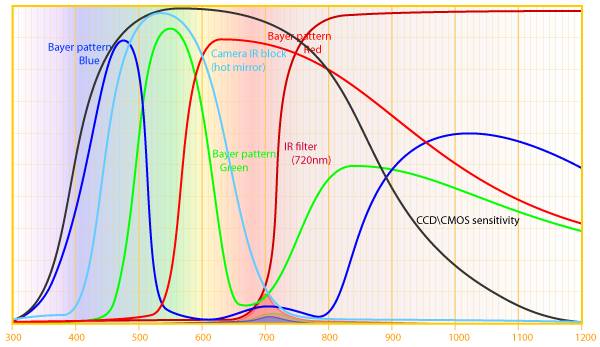 Bayer pattern
Red
Bayer pattern
Blue
Camera IR block
(hot mirror)
Bayer pattern
Green
IR filter
(720nm)
CCD\CMOS sensitivity
300 400 500 600 700 800 900 1000 1100 1200